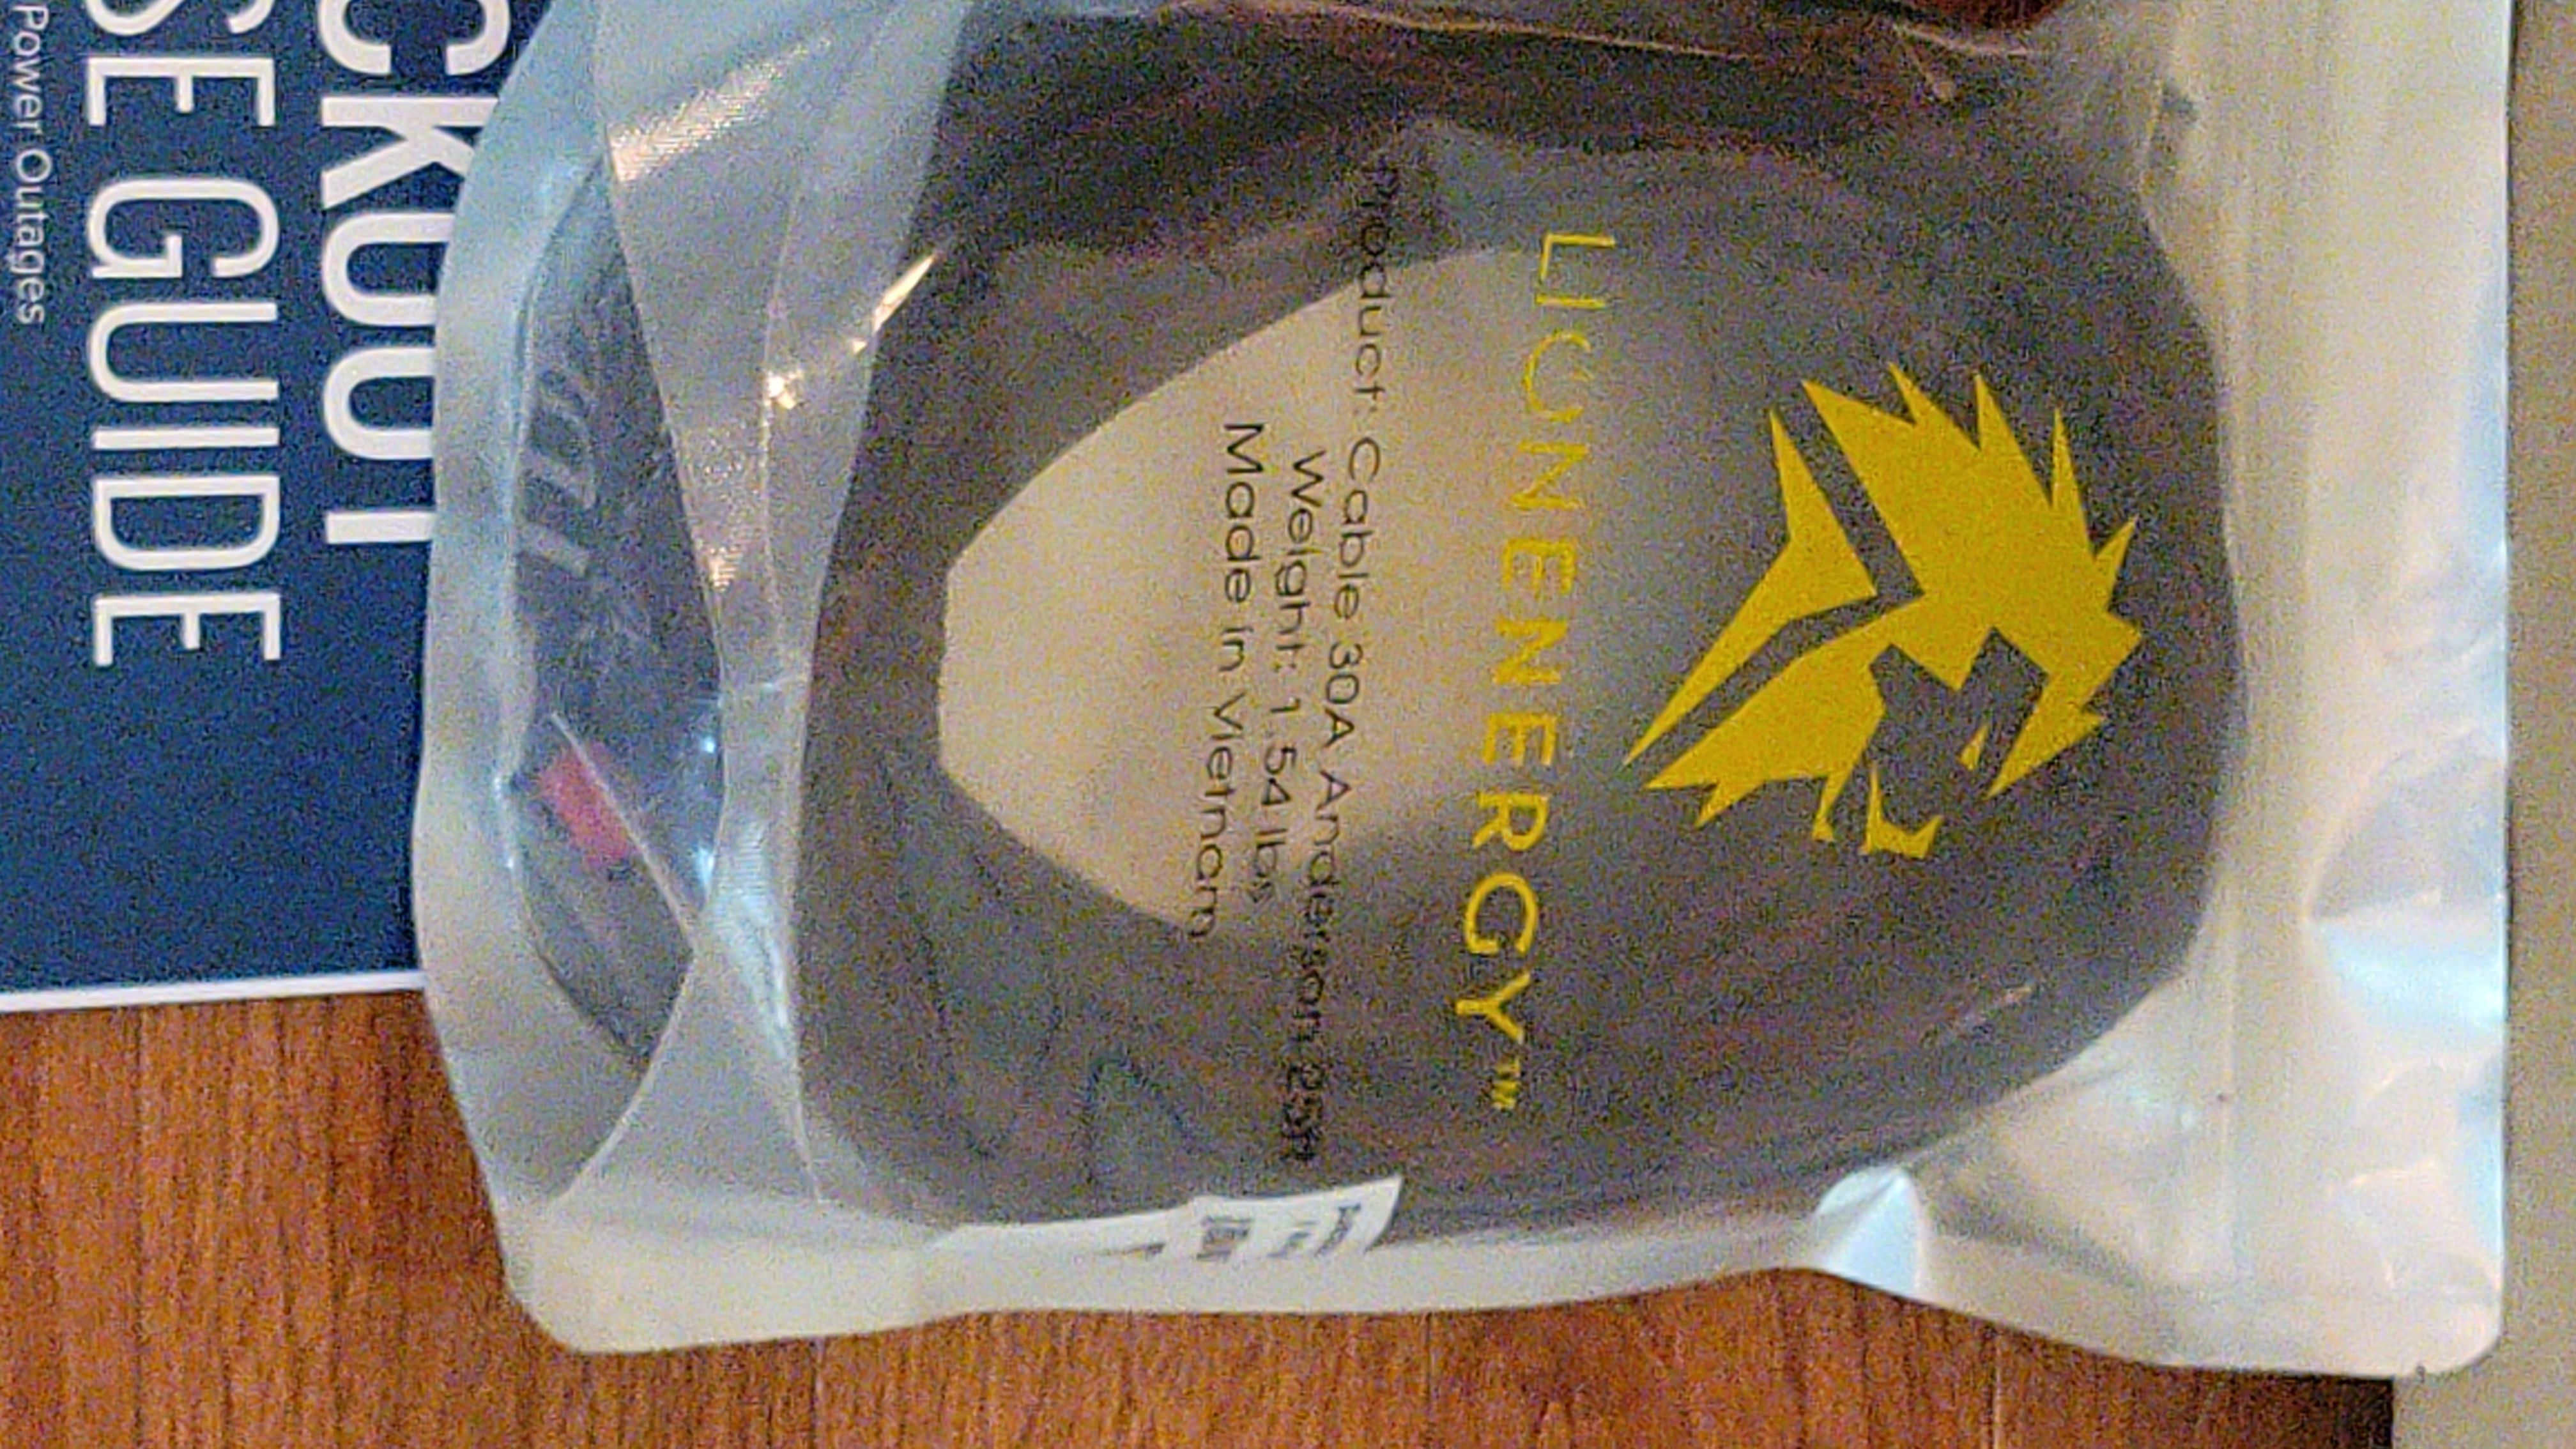 LIONENERGY™
Product: Cable 30A Anderson 25ft
Weight: 1.54 lbs
Made in Vietnam
CKOUT
SE GUIDE
Power Outages